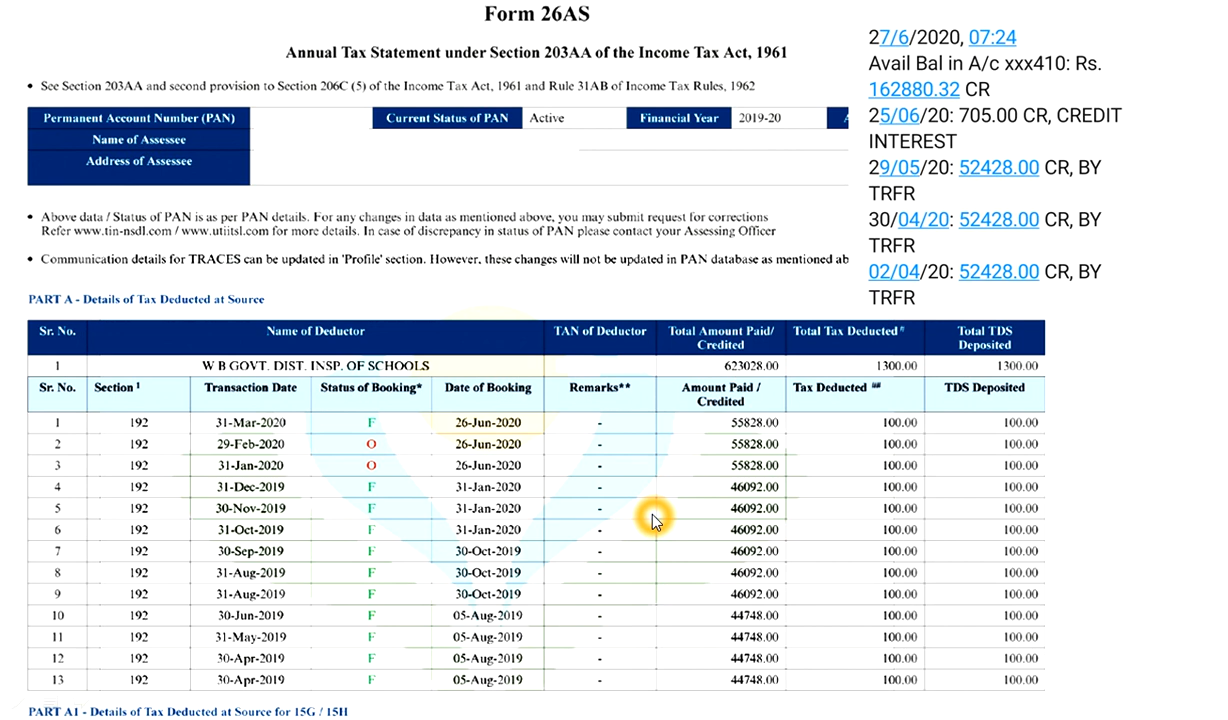 Form 26AS
Annual Tax Statement under Section 203AA of the Income Tax Act, 1961
• See Section 203AA and second provision to Section 206C (5) of the Income Tax Act, 1961 and Rule 31AB of Income Tax Rules, 1962
Permanent Account Number (PAN) Current Status of PAN Active Financial Year 2019-20
Name of Assessee
Address of Assessee
• Above data / Status of PAN is as per PAN details. For any changes in data as mentioned above, you may submit request for corrections
Refer www.tin-nsdl.com / www.utiitsl.com for more details. In case of discrepancy in status of PAN please contact your Assessing Officer
• Communication details for TRACES can be updated in 'Profile' section. However, these changes will not be updated in PAN database as mentioned ab
27/6/2020, 07:24
Avail Bal in A/c xxx410: Rs.
162880.32 CR
25/06/20: 705.00 CR, CREDIT
INTEREST
29/05/20: 52428.00 CR, BY
TRFR
30/04/20: 52428.00 CR, BY
TRFR
02/04/20: 52428.00 CR, BY
TRFR
PART A - Details of Tax Deducted at Source
Sr. No. Name of Deductor TAN of Deductor Total Amount Paid/ Credited Total Tax Deducted# Total TDS Deposited
1 W B GOVT. DIST. INSP. OF SCHOOLS 623028.00 1300.00 1300.00
Sr. No. Section 1 Transaction Date Status of Booking* Date of Booking Remarks** Amount Paid / Credited Tax Deducted ## TDS Deposited
1 192 31-Mar-2020 F 26-Jun-2020 - 55828.00 100.00 100.00
2 192 29-Feb-2020 O 26-Jun-2020 - 55828.00 100.00 100.00
3 192 31-Jan-2020 O 26-Jun-2020 - 55828.00 100.00 100.00
4 192 31-Dec-2019 F 31-Jan-2020 - 46092.00 100.00 100.00
5 192 30-Nov-2019 F 31-Jan-2020 - 46092.00 100.00 100.00
6 192 31-Oct-2019 F 31-Jan-2020 - 46092.00 100.00 100.00
7 192 30-Sep-2019 F 30-Oct-2019 - 46092.00 100.00 100.00
8 192 31-Aug-2019 F 30-Oct-2019 - 46092.00 100.00 100.00
9 192 31-Aug-2019 F 30-Oct-2019 - 46092.00 100.00 100.00
10 192 30-Jun-2019 F 05-Aug-2019 - 44748.00 100.00 100.00
11 192 31-May-2019 F 05-Aug-2019 - 44748.00 100.00 100.00
12 192 30-Apr-2019 F 05-Aug-2019 - 44748.00 100.00 100.00
13 192 30-Apr-2019 F 05-Aug-2019 - 44748.00 100.00 100.00
PART A1 - Details of Tax Deducted at Source for 15G / 15H